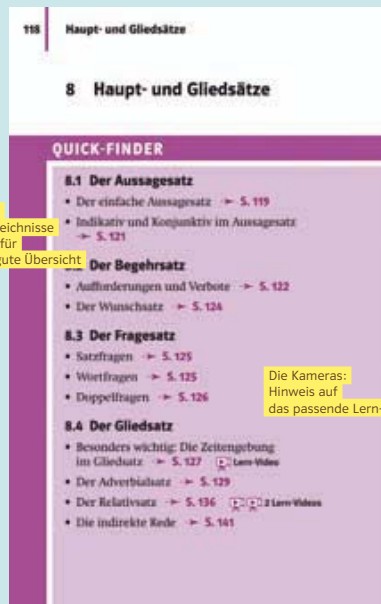 118 Haupt- und Gliedsätze
8 Haupt- und Gliedsätze
QUICK-FINDER
8.1 Der Aussagesatz
• Der einfache Aussagesatz → S. 119
• Indikativ und Konjunktiv im Aussagesatz
→ S. 121
eichnisse
für
gute Übersicht
Der Begehrsatz
• Aufforderungen und Verbote → S. 122
• Der Wunschsatz → S. 124
8.3 Der Fragesatz
• Satzfragen → S. 125
• Wortfragen → S. 125
• Doppelfragen → S. 126
Die Kameras:
Hinweis auf
das passende Lern-
8.4 Der Gliedsatz
• Besonders wichtig: Die Zeitengebung
im Gliedsatz → S. 127 Lern-Video
• Der Adverbialsatz → S. 129
• Der Relativsatz → S. 136 2 Lern-Videos
• Die indirekte Rede → S. 141